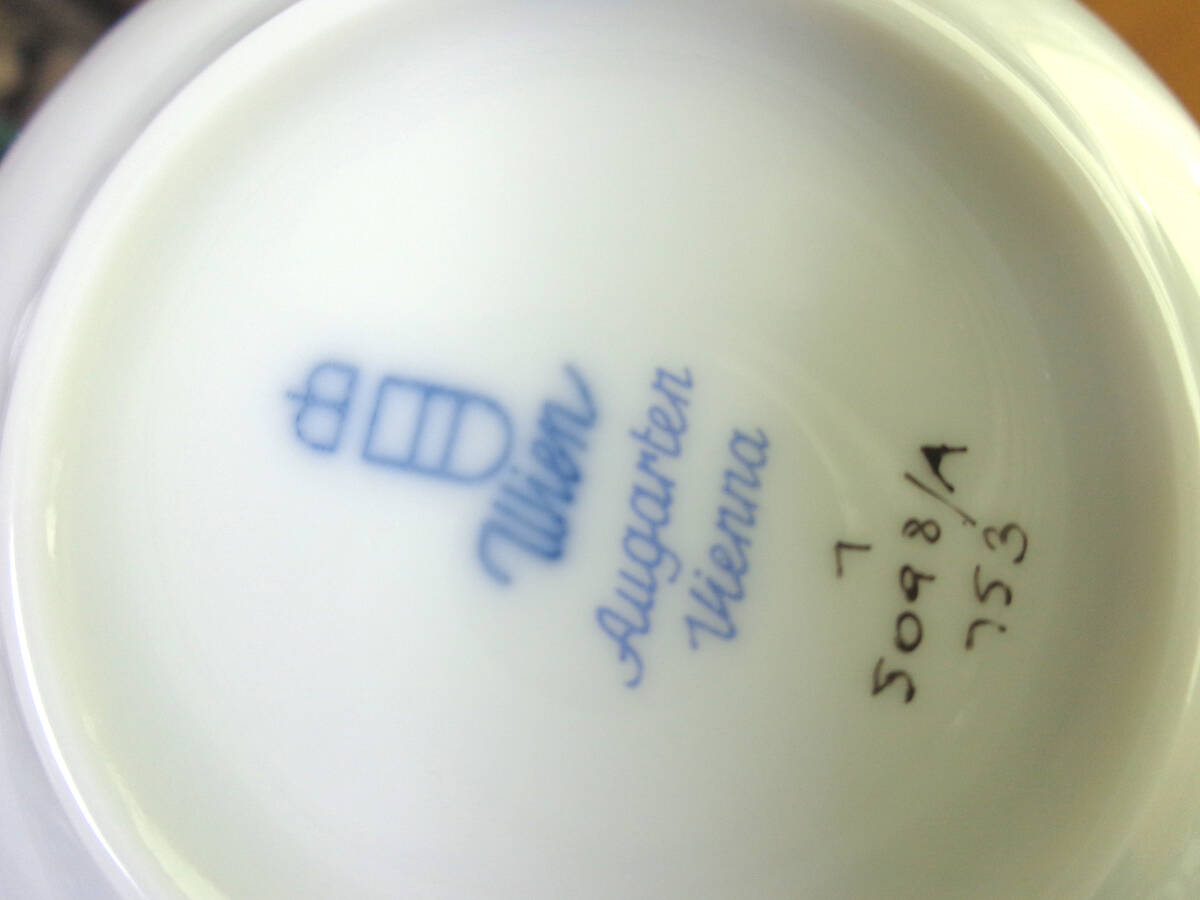 Wien
Augarten
Vienna
7
5098/A
753